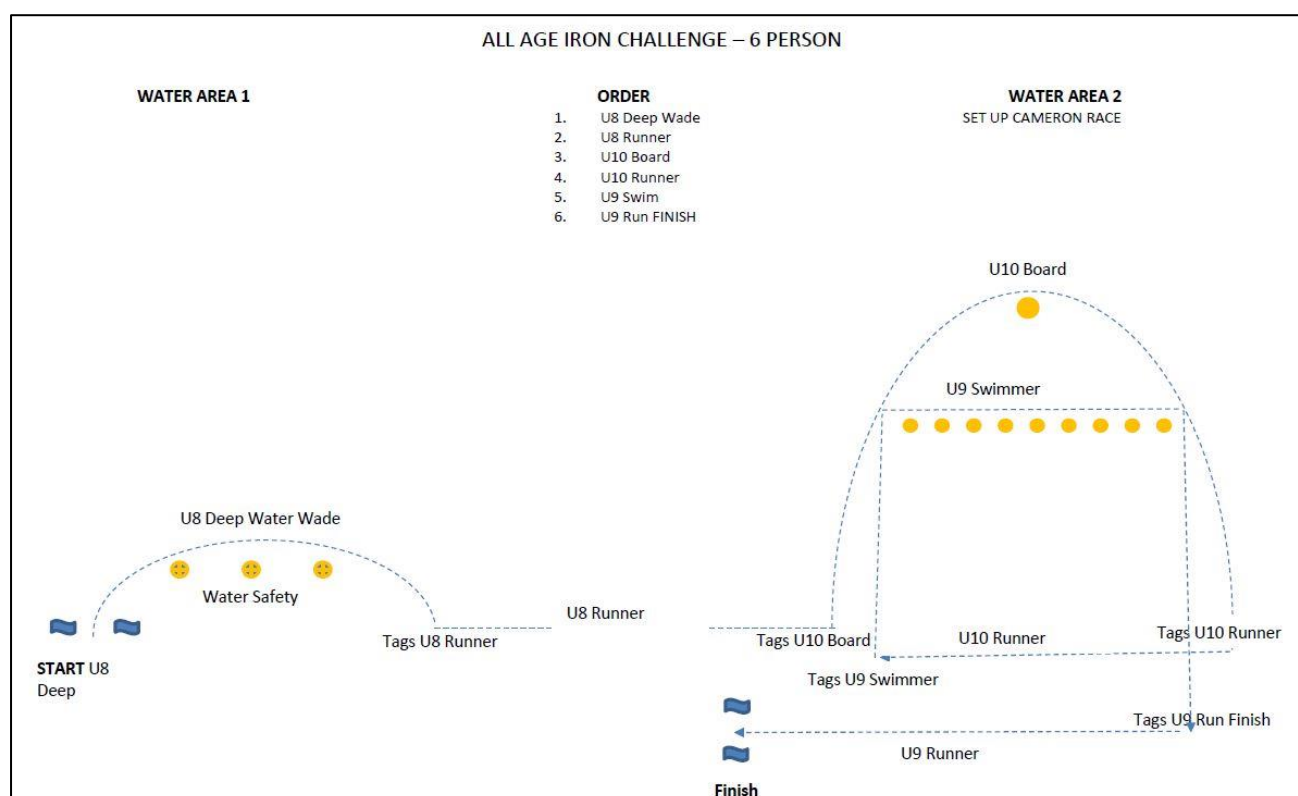 ALL AGE IRON CHALLENGE – 6 PERSON
WATER AREA 1
ORDER
1. U8 Deep Wade
2. U8 Runner
3. U10 Board
4. U10 Runner
5. U9 Swim
6. U9 Run FINISH
WATER AREA 2
SET UP CAMERON RACE
U10 Board
U9 Swimmer
U8 Deep Water Wade
Water Safety
U8 Runner
Tags U8 Runner
Tags U10 Board
U10 Runner
Tags U10 Runner
START U8
Deep
Tags U9 Swimmer
Tags U9 Run Finish
U9 Runner
Finish